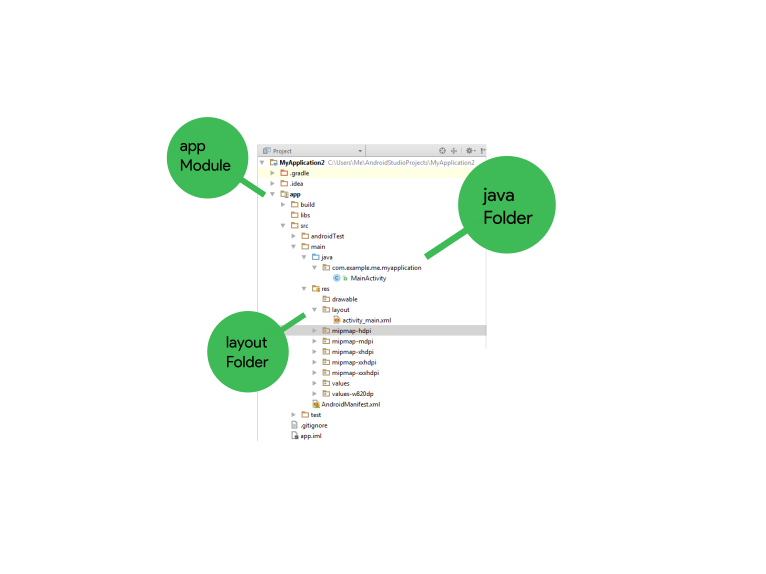 app
Module
Project
MyApplication2 C:\Users\Me\AndroidStudioProjects\MyApplication2
.gradle
.idea
app
build
libs
src
androidTest
main
java
com.example.me.myapplication
MainActivity
res
drawable
layout
activity_main.xml
mipmap-hdpi
mipmap-mdpi
mipmap-xhdpi
mipmap-xxhdpi
mipmap-xxxhdpi
values
values-w820dp
AndroidManifest.xml
test
.gitignore
app.iml
java
Folder
layout
Folder